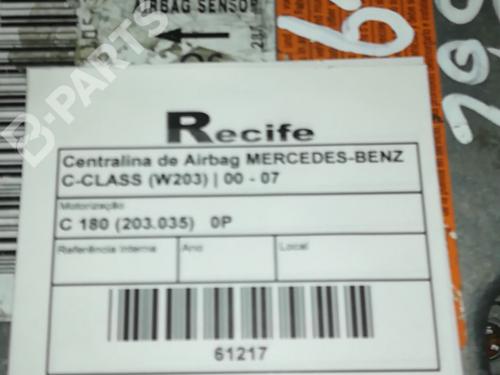 AIRBAG SENSOR
B-PARTS
Recife
Centralina de Airbag MERCEDES-BENZ
C-CLASS (W203) | 00 - 07
Motorização
C 180 (203.035) 0P
Referência Interna Ano Local
61217